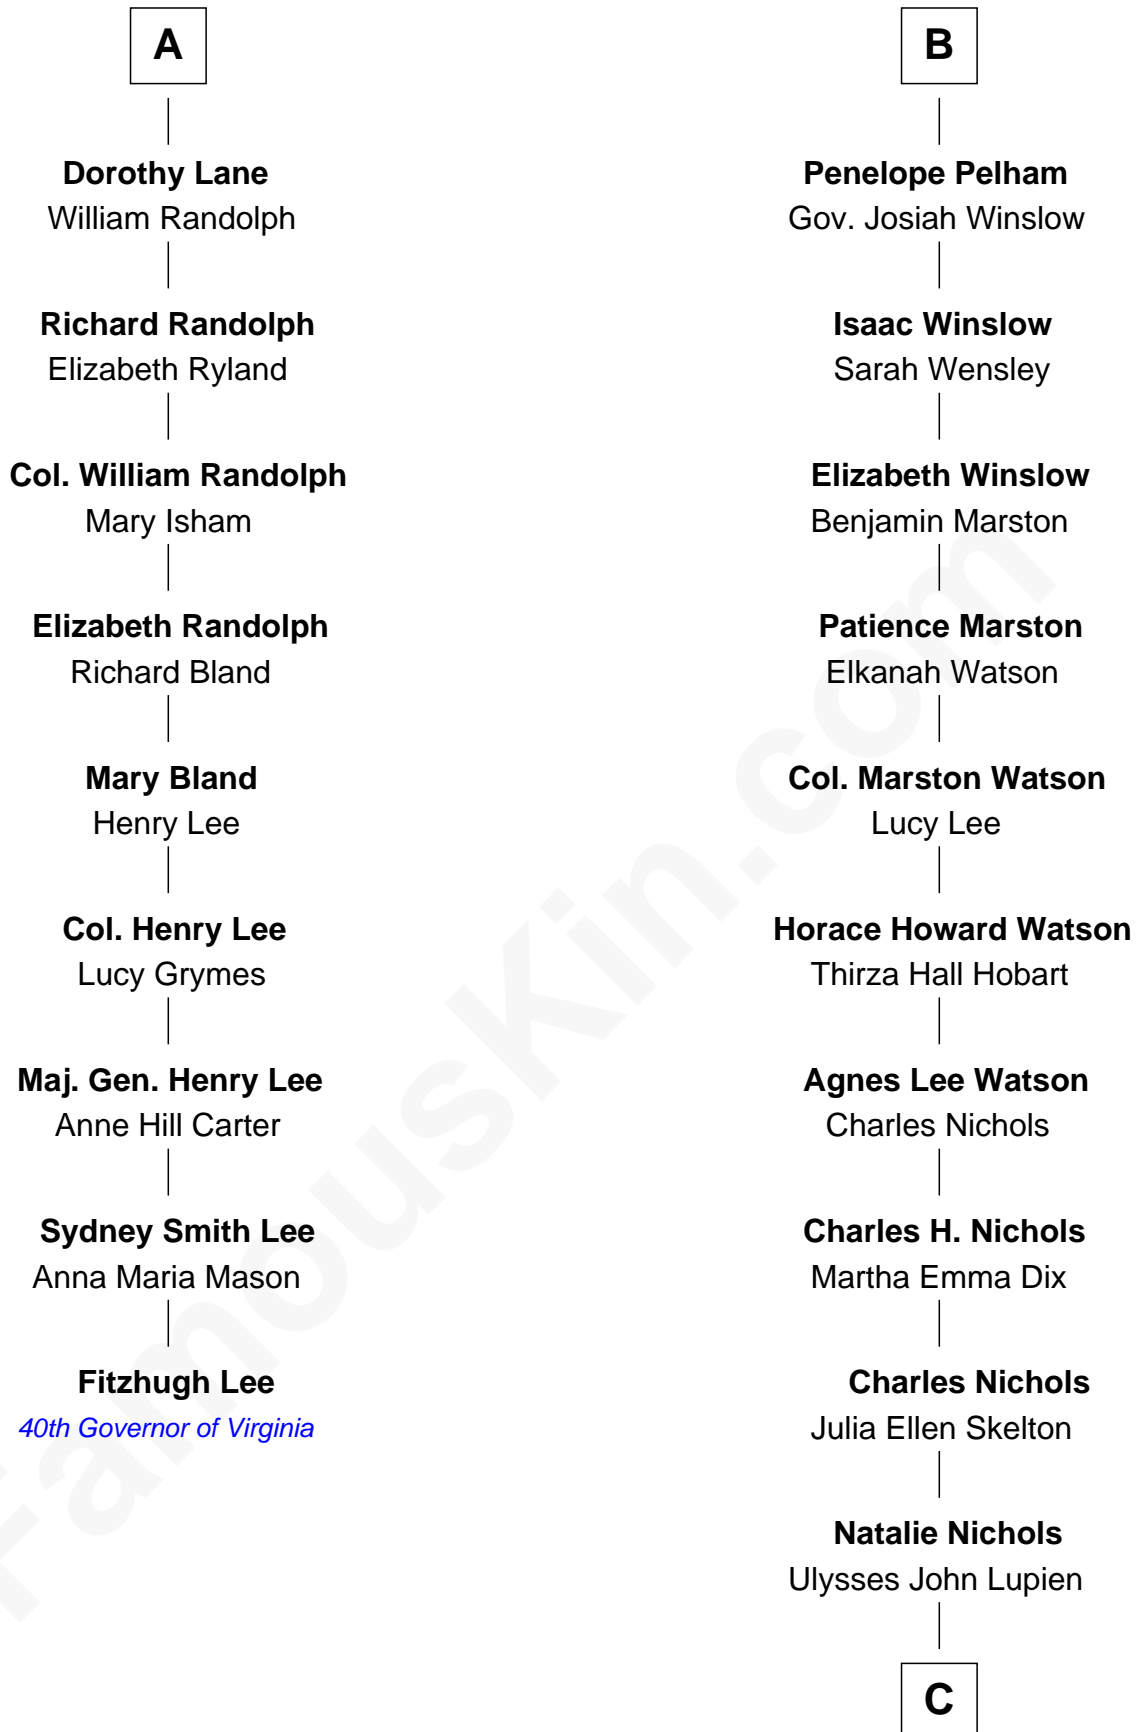 A
Dorothy Lane
William Randolph
Richard Randolph
Elizabeth Ryland
Col. William Randolph
Mary Isham
Elizabeth Randolph
Richard Bland
Mary Bland
Henry Lee
Col. Henry Lee
Lucy Grymes
Maj. Gen. Henry Lee
Anne Hill Carter
Sydney Smith Lee
Anna Maria Mason
Fitzhugh Lee
40th Governor of Virginia
B
Penelope Pelham
Gov. Josiah Winslow
Isaac Winslow
Sarah Wensley
Elizabeth Winslow
Benjamin Marston
Patience Marston
Elkanah Watson
Col. Marston Watson
Lucy Lee
Horace Howard Watson
Thirza Hall Hobart
Agnes Lee Watson
Charles Nichols
Charles H. Nichols
Martha Emma Dix
Charles Nichols
Julia Ellen Skelton
Natalie Nichols
Ulysses John Lupien
C
FamousKin.com